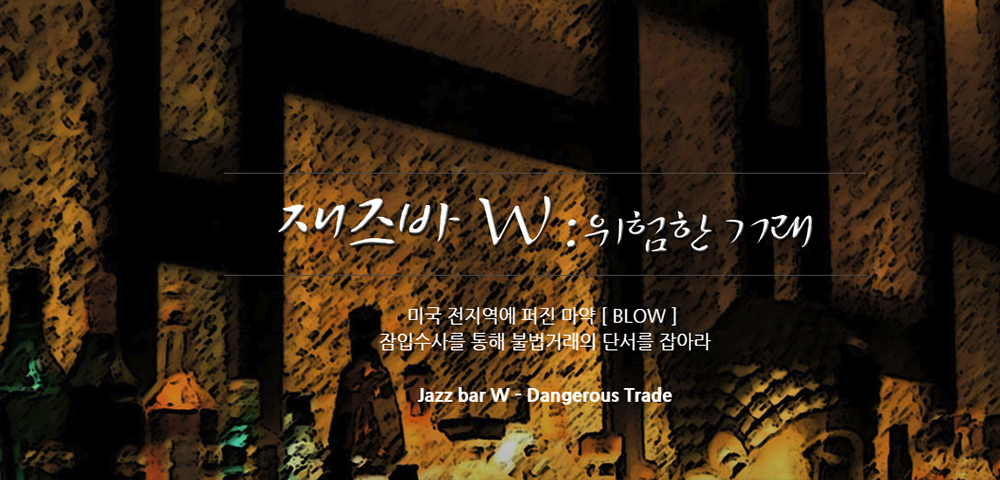 재즈바 W : 위험한 거래
미국 전지역에 퍼진 마약 [ BLOW ]
잠입수사를 통해 불법거래의 단서를 잡아라
Jazz bar W - Dangerous Trade